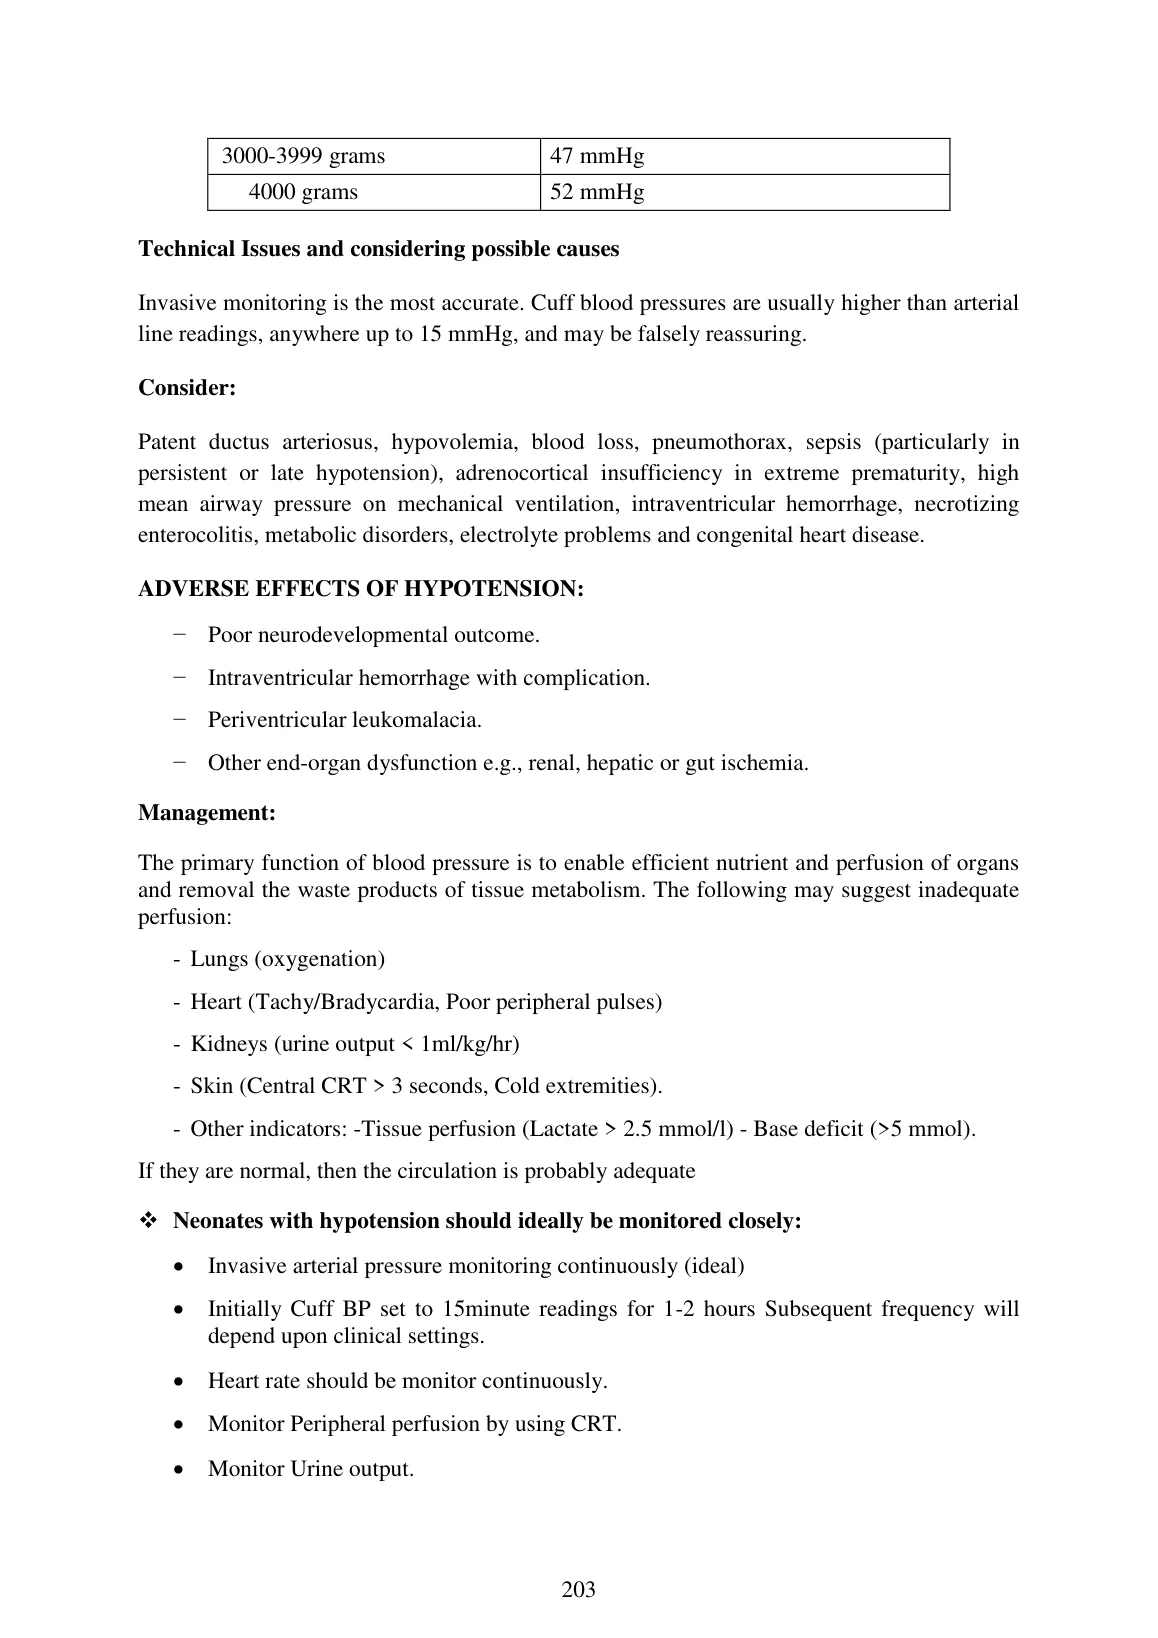 3000-3999 grams 47 mmHg
4000 grams 52 mmHg
Technical Issues and considering possible causes
Invasive monitoring is the most accurate. Cuff blood pressures are usually higher than arterial
line readings, anywhere up to 15 mmHg, and may be falsely reassuring.
Consider:
Patent ductus arteriosus, hypovolemia, blood loss, pneumothorax, sepsis (particularly in
persistent or late hypotension), adrenocortical insufficiency in extreme prematurity, high
mean airway pressure on mechanical ventilation, intraventricular hemorrhage, necrotizing
enterocolitis, metabolic disorders, electrolyte problems and congenital heart disease.
ADVERSE EFFECTS OF HYPOTENSION:
− Poor neurodevelopmental outcome.
− Intraventricular hemorrhage with complication.
− Periventricular leukomalacia.
− Other end-organ dysfunction e.g., renal, hepatic or gut ischemia.
Management:
The primary function of blood pressure is to enable efficient nutrient and perfusion of organs
and removal the waste products of tissue metabolism. The following may suggest inadequate
perfusion:
- Lungs (oxygenation)
- Heart (Tachy/Bradycardia, Poor peripheral pulses)
- Kidneys (urine output < 1ml/kg/hr)
- Skin (Central CRT > 3 seconds, Cold extremities).
- Other indicators: -Tissue perfusion (Lactate > 2.5 mmol/l) - Base deficit (>5 mmol).
If they are normal, then the circulation is probably adequate
❖ Neonates with hypotension should ideally be monitored closely:
• Invasive arterial pressure monitoring continuously (ideal)
• Initially Cuff BP set to 15minute readings for 1-2 hours Subsequent frequency will
depend upon clinical settings.
• Heart rate should be monitor continuously.
• Monitor Peripheral perfusion by using CRT.
• Monitor Urine output.
203